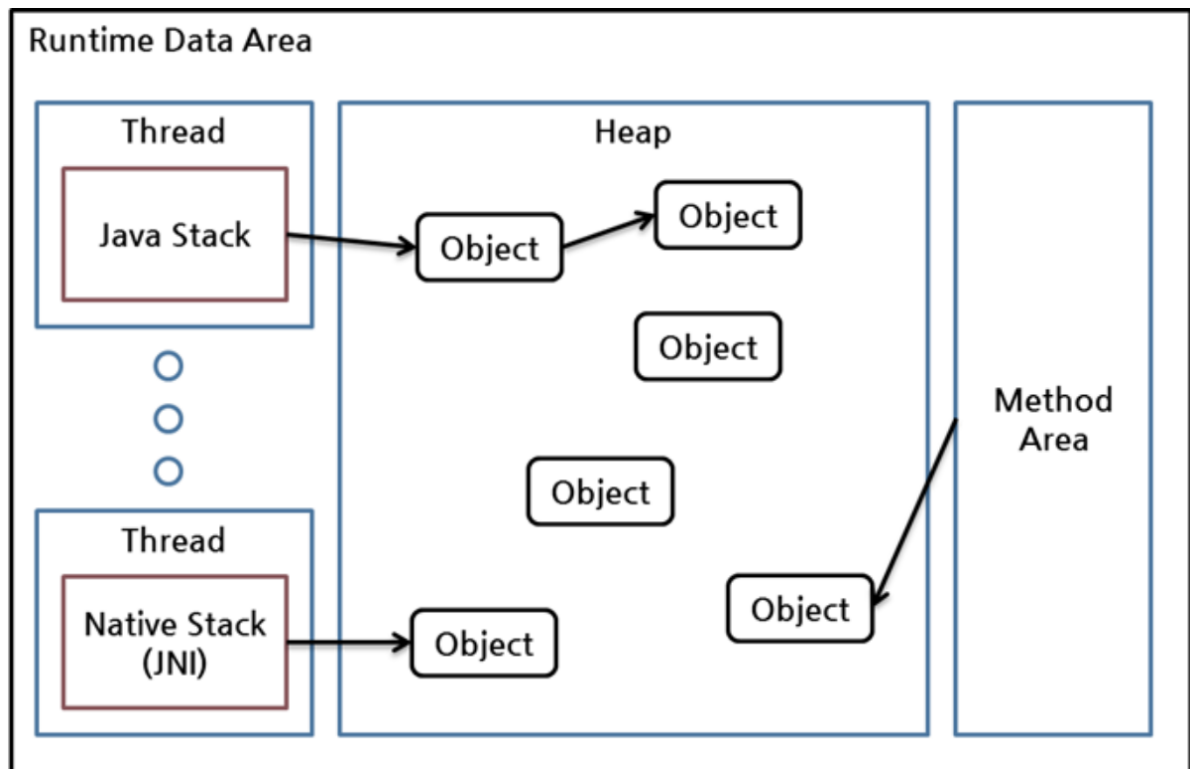 Runtime Data Area
Thread
Java Stack
Heap
Object
Object
Object
Object
Object
Object
Method
Area
Thread
Native Stack
(JNI)